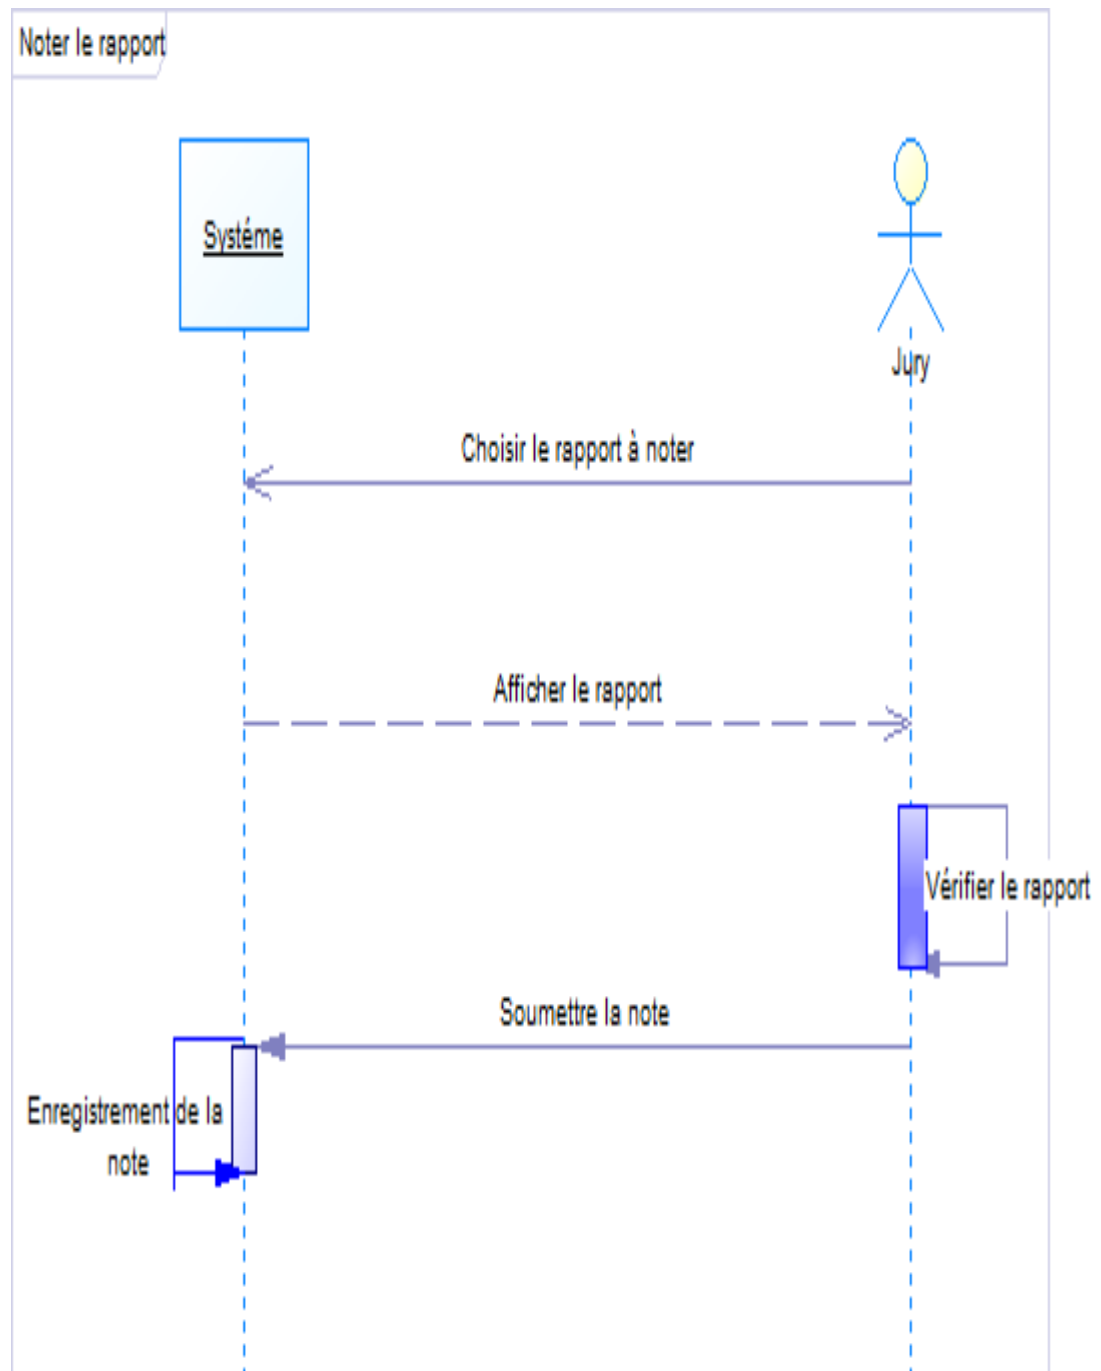 Noter le rapport
Systéme
Jury
Choisir le rapport à noter
Afficher le rapport
Vérifier le rapport
Soumettre la note
Enregistrement de la
note